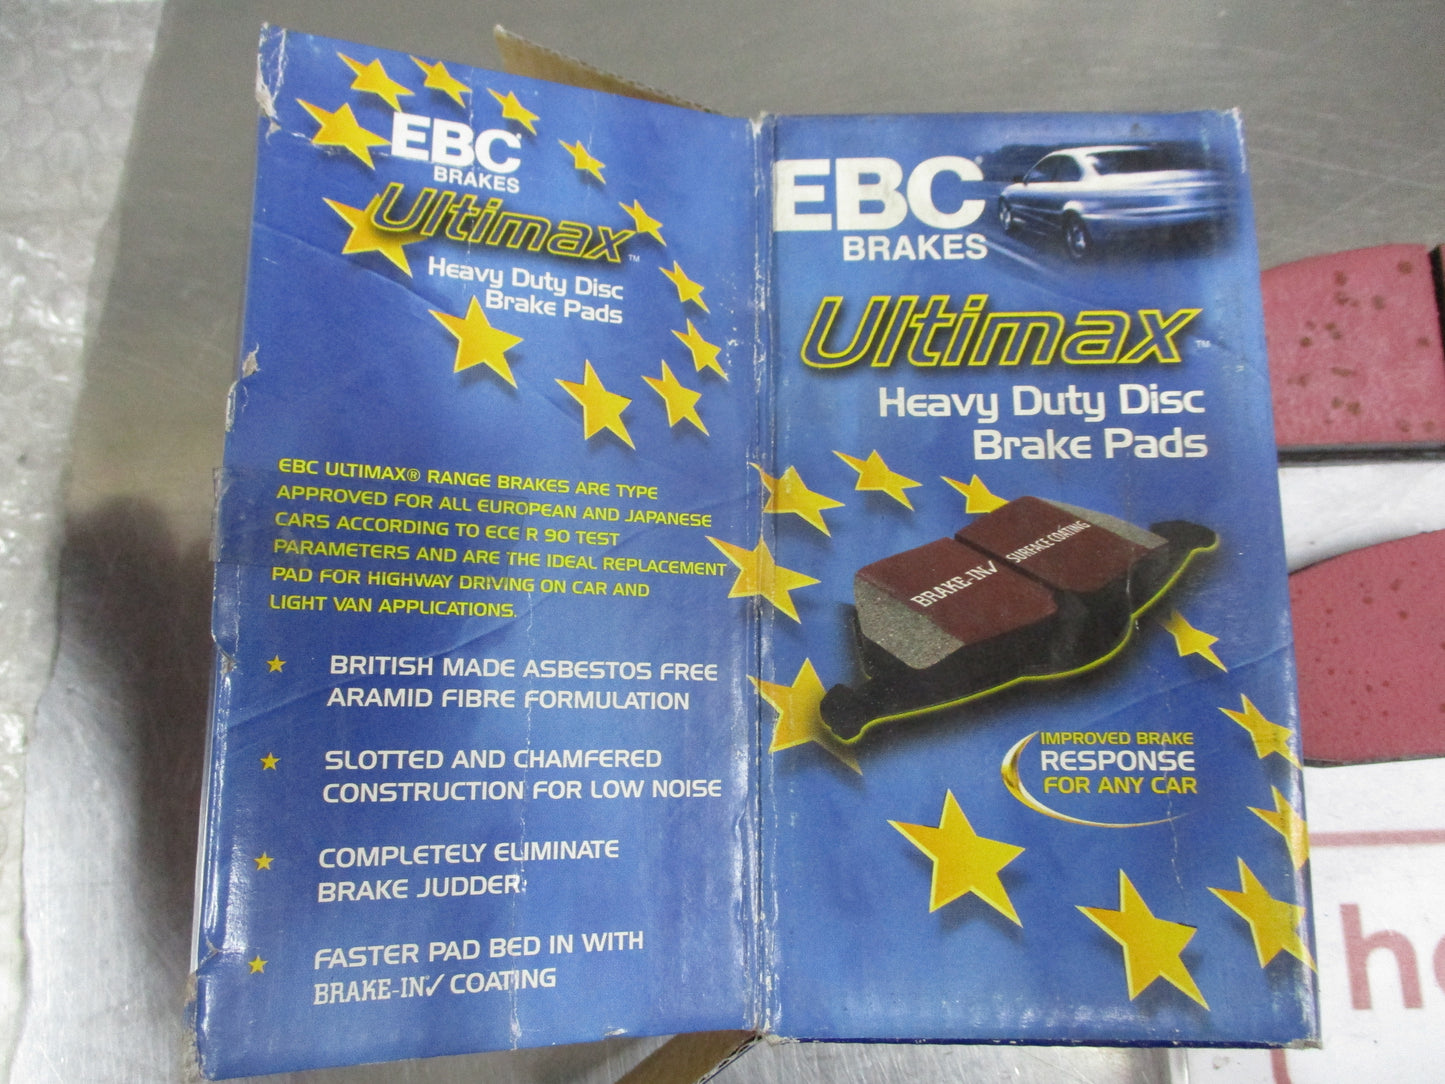 EBC
BRAKES
Ultimax™
Heavy Duty Disc
Brake Pads
EBC ULTIMAX® RANGE BRAKES ARE TYPE
APPROVED FOR ALL EUROPEAN AND JAPANESE
CARS ACCORDING TO ECE R 90 TEST
PARAMETERS AND ARE THE IDEAL REPLACEMENT
PAD FOR HIGHWAY DRIVING ON CAR AND
LIGHT VAN APPLICATIONS.
BRITISH MADE ASBESTOS FREE
ARAMID FIBRE FORMULATION
SLOTTED AND CHAMFERED
CONSTRUCTION FOR LOW NOISE
COMPLETELY ELIMINATE
BRAKE JUDDER.
FASTER PAD BED IN WITH
BRAKE-IN✓ COATING
EBC
BRAKES
Ultimax™
Heavy Duty Disc
Brake Pads
BRAKE-IN✓ SURFACE COATING
IMPROVED BRAKE
RESPONSE
FOR ANY CAR